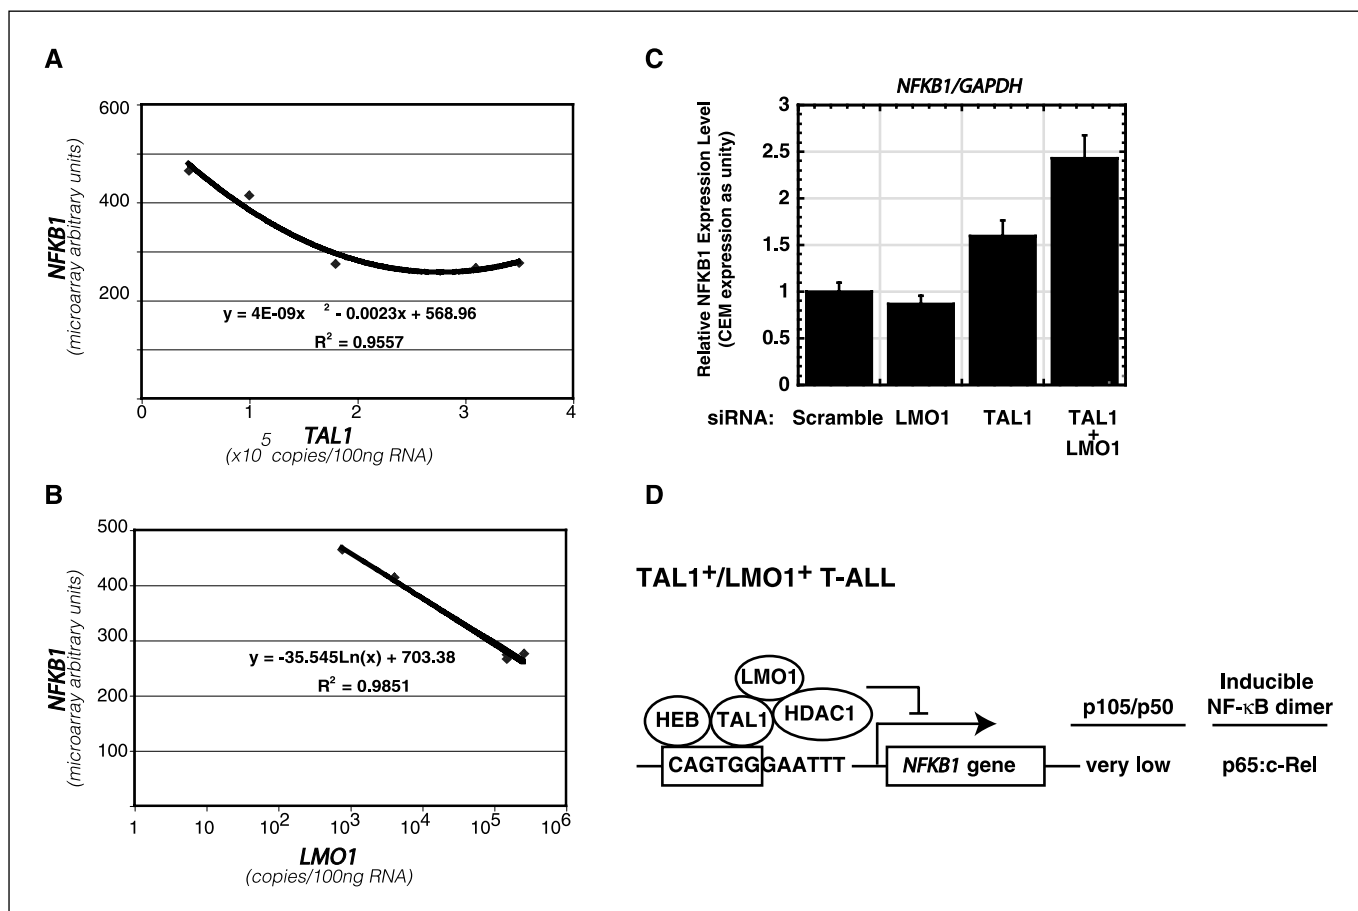 A
600
400
200
0
1
2
3
4
NFKB1
(microarray arbitrary units)
y = 4E-09x² - 0.0023x + 568.96
R² = 0.9557
TAL1
(x10⁵ copies/100ng RNA)
B
500
400
300
200
100
1
10
10²
10³
10⁴
10⁵
10⁶
NFKB1
(microarray arbitrary units)
y = -35.545Ln(x) + 703.38
R² = 0.9851
LMO1
(copies/100ng RNA)
C
NFKB1/GAPDH
Relative NFKB1 Expression Level
(CEM expression as unity)
3
2.5
2
1.5
1
0.5
0
siRNA: Scramble LMO1 TAL1 TAL1
+
LMO1
D
TAL1⁺/LMO1⁺ T-ALL
LMO1
HEB TAL1 HDAC1
CAGTGGGAATTT
NFKB1 gene
p105/p50
very low
Inducible
NF-κB dimer
p65:c-Rel